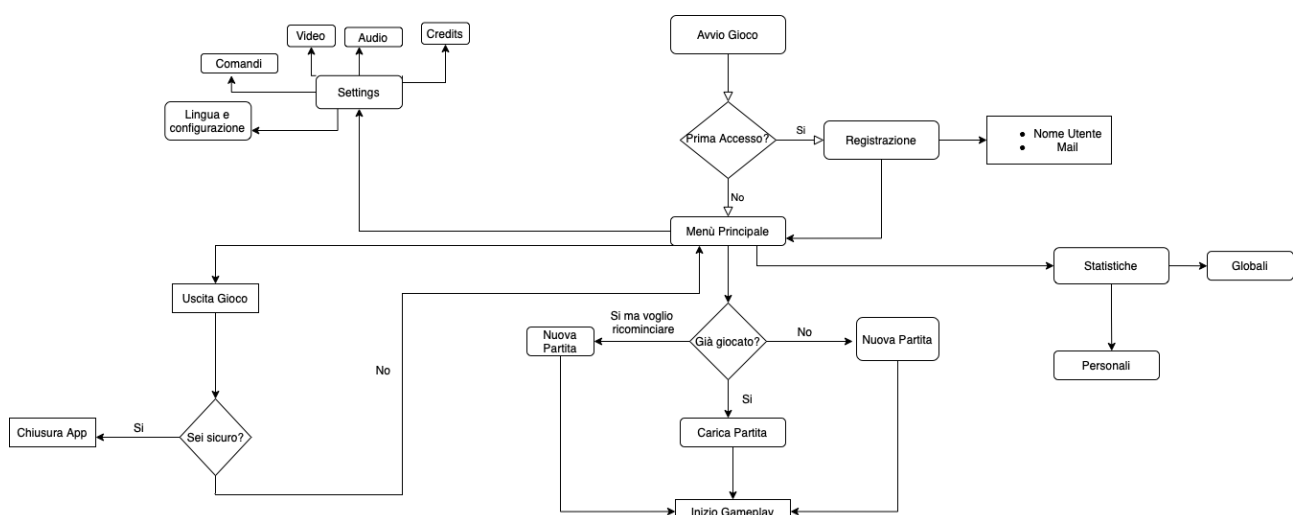 Avvio Gioco
Video
Audio
Credits
Comandi
Settings
Lingua e
configurazione
Prima Accesso?
Si
Registrazione
• Nome Utente
• Mail
No
Menù Principale
Statistiche
Globali
Uscita Gioco
Si ma voglio
ricominciare
Nuova
Partita
Già giocato?
No
Nuova Partita
Personali
No
Si
Chiusura App
Si
Sei sicuro?
Carica Partita
Inizio Gameplay